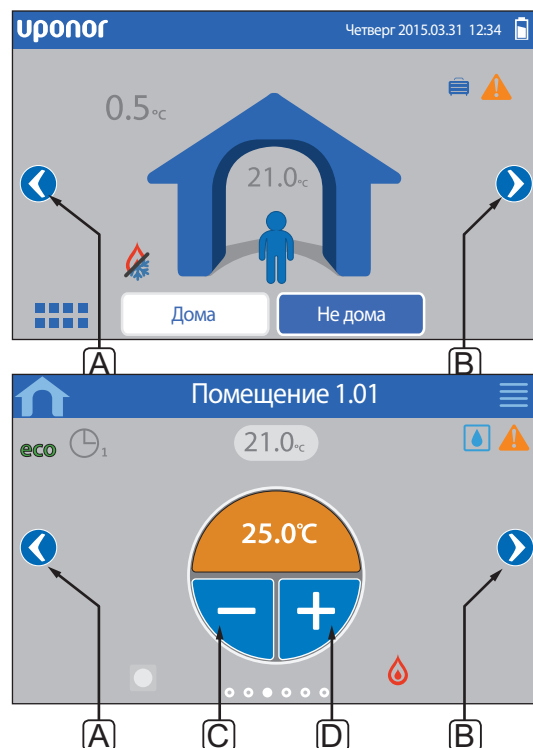 uponor Четверг 2015.03.31 12:34
0.5°C
21.0°C
Дома Не дома
A B
Помещение 1.01
eco 1 21.0°C
25.0°C
− +
A C D B